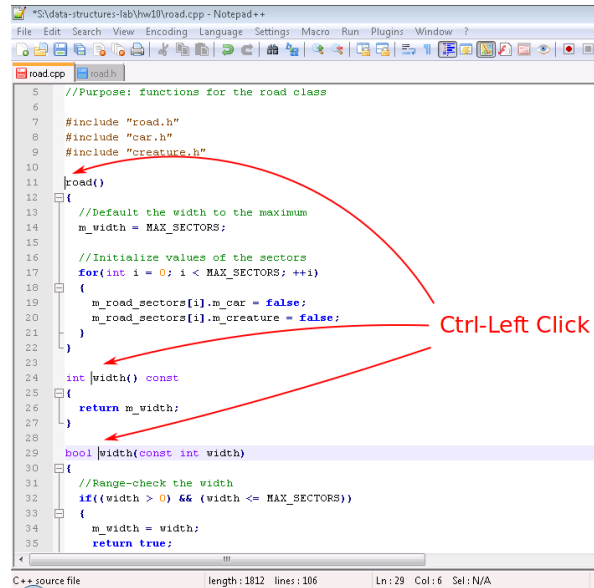 *S:\data-structures-lab\hw10\road.cpp - Notepad++
File Edit Search View Encoding Language Settings Macro Run Plugins Window ?
road.cpp road.h
5 //Purpose: functions for the road class
6
7 #include "road.h"
8 #include "car.h"
9 #include "creature.h"
10
11 road()
12 {
13 //Default the width to the maximum
14 m_width = MAX_SECTORS;
15
16 //Initialize values of the sectors
17 for(int i = 0; i < MAX_SECTORS; ++i)
18 {
19 m_road_sectors[i].m_car = false;
20 m_road_sectors[i].m_creature = false;
21 }
22 }
Ctrl-Left Click
23
24 int width() const
25 {
26 return m_width;
27 }
28
29 bool width(const int width)
30 {
31 //Range-check the width
32 if((width > 0) && (width <= MAX_SECTORS))
33 {
34 m_width = width;
35 return true;
C++ source file length : 1812 lines : 106 Ln : 29 Col : 6 Sel : N/A